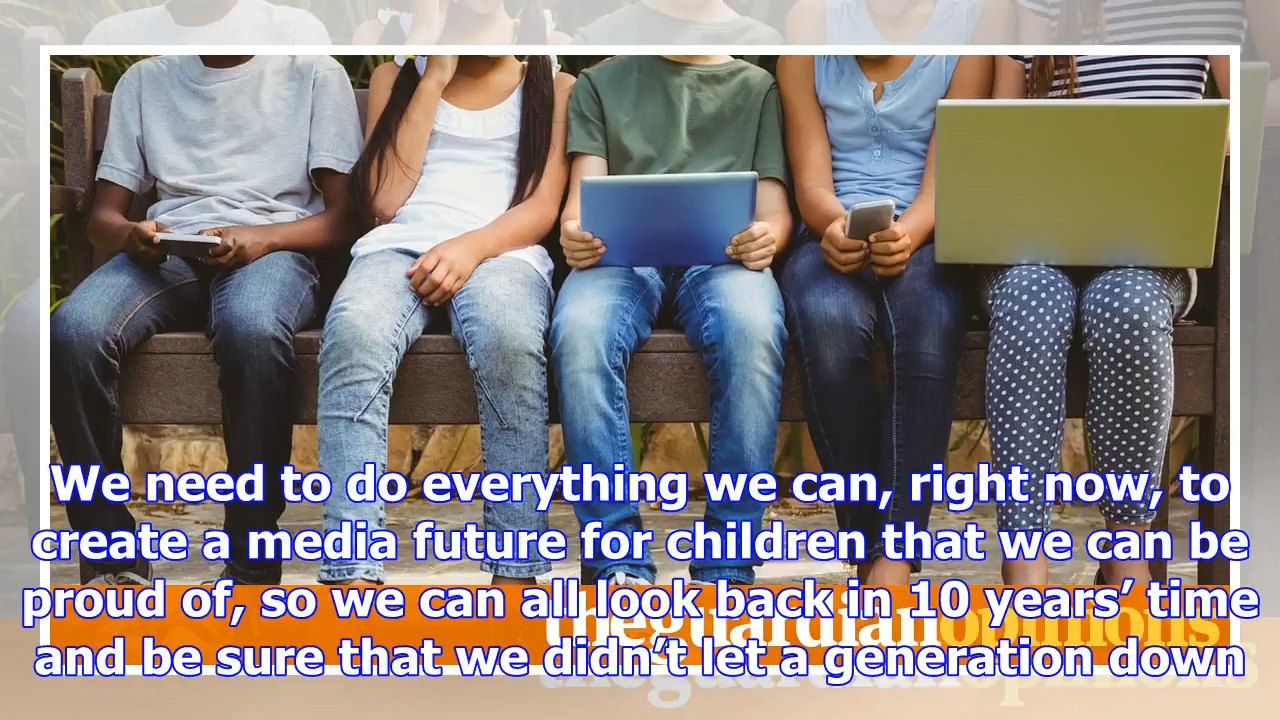 We need to do everything we can, right now, to
create a media future for children that we can be
proud of, so we can all look back in 10 years’ time
and be sure that we didn’t let a generation down
theguardianopinions
theguardianopinions